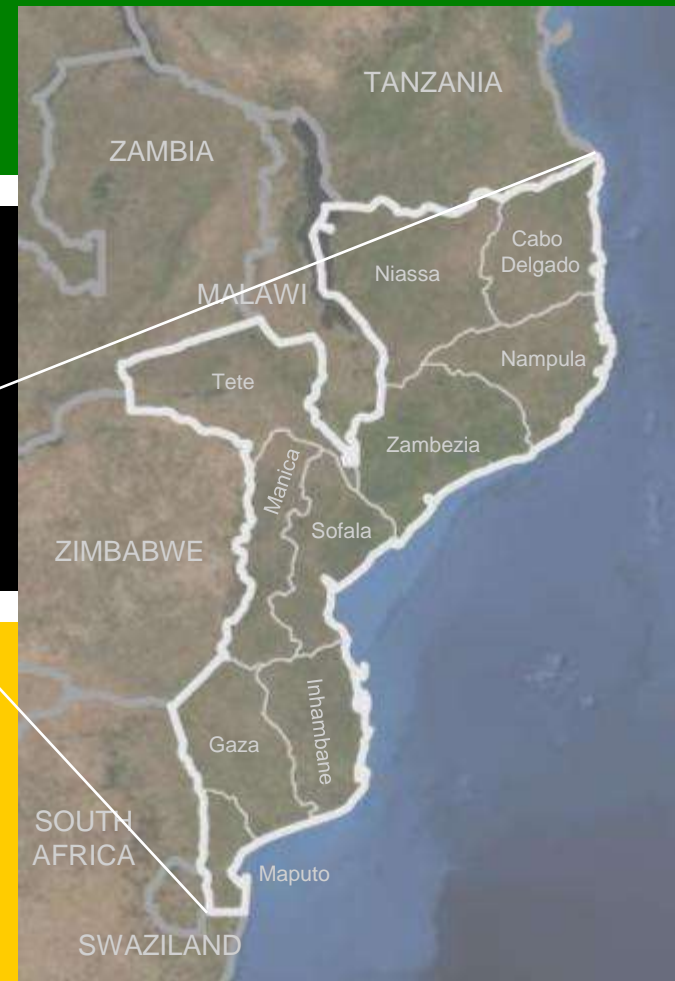 TANZANIA
ZAMBIA
Cabo
Delgado
Niassa
MALAWI
Nampula
Tete
Zambezia
Manica
Sofala
ZIMBABWE
Inhambane
Gaza
SOUTH
AFRICA
Maputo
SWAZILAND